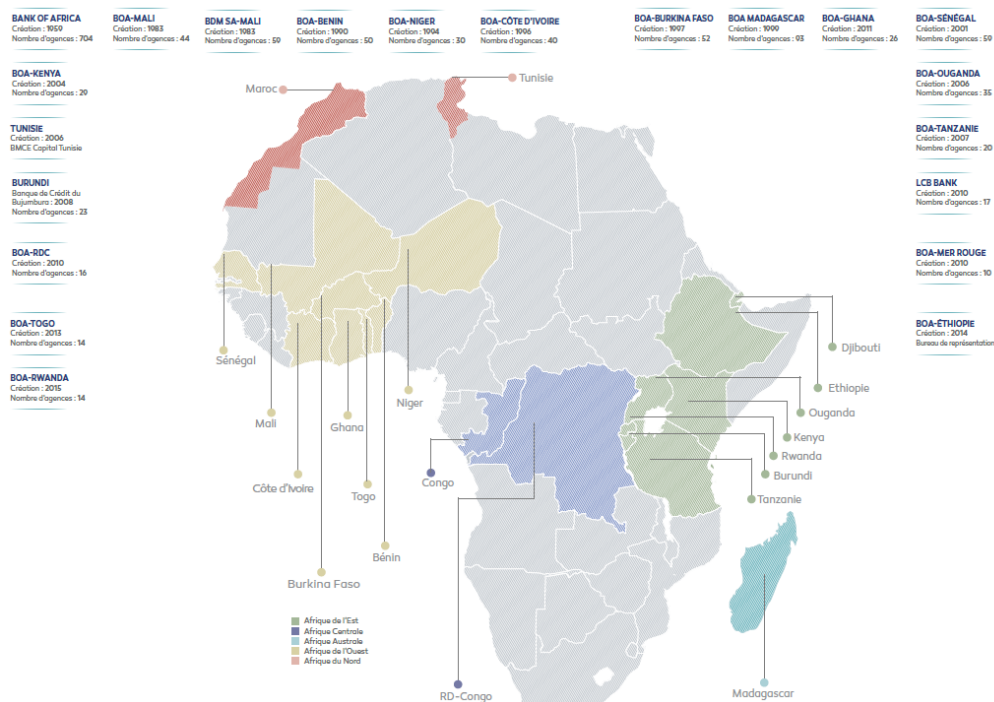 BANK OF AFRICA
Création : 1959
Nombre d'agences : 704
BOA-MALI
Création : 1983
Nombre d'agences : 44
BDM SA-MALI
Création : 1983
Nombre d'agences : 59
BOA-BENIN
Création : 1990
Nombre d'agences : 50
BOA-NIGER
Création : 1994
Nombre d'agences : 30
BOA-CÔTE D'IVOIRE
Création : 1996
Nombre d'agences : 40
BOA-BURKINA FASO
Création : 1997
Nombre d'agences : 52
BOA MADAGASCAR
Création : 1999
Nombre d'agences : 93
BOA-GHANA
Création : 2011
Nombre d'agences : 26
BOA-SÉNÉGAL
Création : 2001
Nombre d'agences : 59
BOA-KENYA
Création : 2004
Nombre d'agences : 29
TUNISIE
Création : 2006
BMCE Capital Tunisie
BURUNDI
Banque de Crédit du
Bujumbura : 2008
Nombre d'agences : 23
BOA-RDC
Création : 2010
Nombre d'agences : 16
BOA-TOGO
Création : 2013
Nombre d'agences : 14
BOA-RWANDA
Création : 2015
Nombre d'agences : 14
BOA-OUGANDA
Création : 2006
Nombre d'agences : 35
BOA-TANZANIE
Création : 2007
Nombre d'agences : 20
LCB BANK
Création : 2010
Nombre d'agences : 17
BOA-MER ROUGE
Création : 2010
Nombre d'agences : 10
BOA-ÉTHIOPIE
Création : 2014
Bureau de représentation
Maroc
Tunisie
Sénégal
Mali
Côte d'Ivoire
Burkina Faso
Ghana
Togo
Bénin
Niger
Congo
RD-Congo
Djibouti
Ethiopie
Ouganda
Kenya
Rwanda
Burundi
Tanzanie
Madagascar
Afrique de l'Est
Afrique Centrale
Afrique Australe
Afrique de l'Ouest
Afrique du Nord